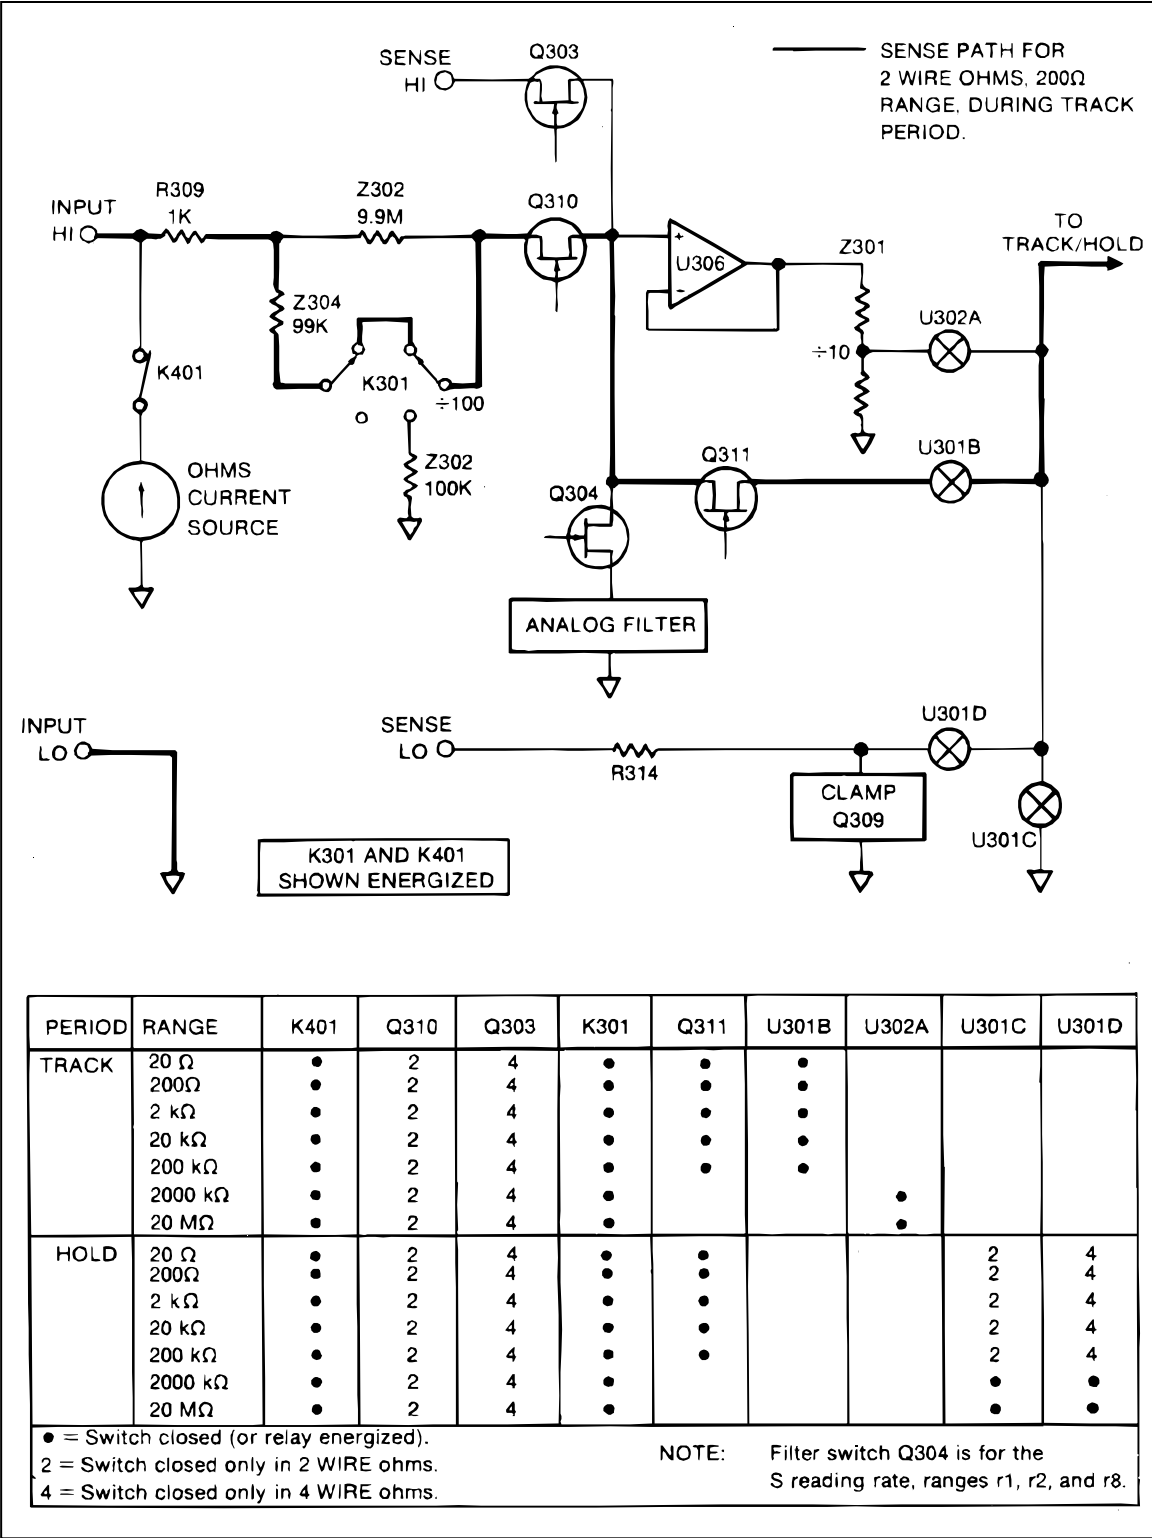 SENSE
HI
Q303
SENSE PATH FOR
2 WIRE OHMS, 200Ω
RANGE, DURING TRACK
PERIOD.
INPUT
HI
R309
1K
Z302
9.9M
Q310
+
U306
-
Z301
TO
TRACK/HOLD
Z304
99K
K401
K301
÷100
÷10
U302A
OHMS
CURRENT
SOURCE
Z302
100K
Q304
Q311
U301B
ANALOG FILTER
INPUT
LO
SENSE
LO
R314
U301D
CLAMP
Q309
U301C
K301 AND K401
SHOWN ENERGIZED
PERIOD RANGE K401 Q310 Q303 K301 Q311 U301B U302A U301C U301D
TRACK 20 Ω • 2 4 • • •
200Ω • 2 4 • • •
2 kΩ • 2 4 • • •
20 kΩ • 2 4 • • •
200 kΩ • 2 4 • • •
2000 kΩ • 2 4 • •
20 MΩ • 2 4 • •
HOLD 20 Ω • 2 4 • • 2 4
200Ω • 2 4 • • 2 4
2 kΩ • 2 4 • • 2 4
20 kΩ • 2 4 • • 2 4
200 kΩ • 2 4 • • 2 4
2000 kΩ • 2 4 • • •
20 MΩ • 2 4 • • •
• = Switch closed (or relay energized).
2 = Switch closed only in 2 WIRE ohms.
4 = Switch closed only in 4 WIRE ohms.
NOTE: Filter switch Q304 is for the
S reading rate, ranges r1, r2, and r8.